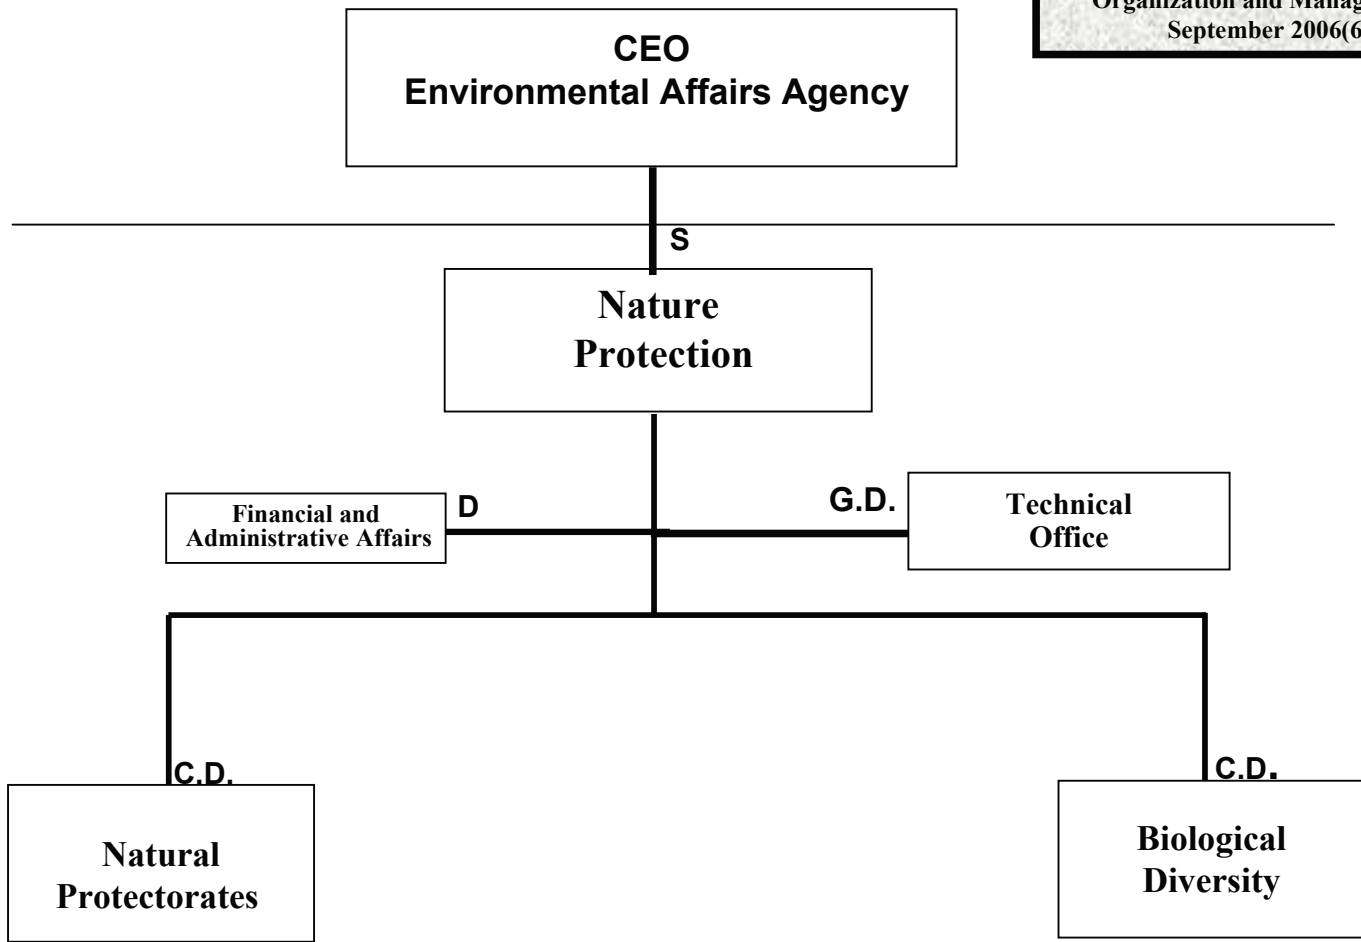 Organization and Manag
September 2006(6
CEO
Environmental Affairs Agency
S
Nature
Protection
Financial and
Administrative Affairs
D
G.D.
Technical
Office
C.D.
Natural
Protectorates
C.D.
Biological
Diversity